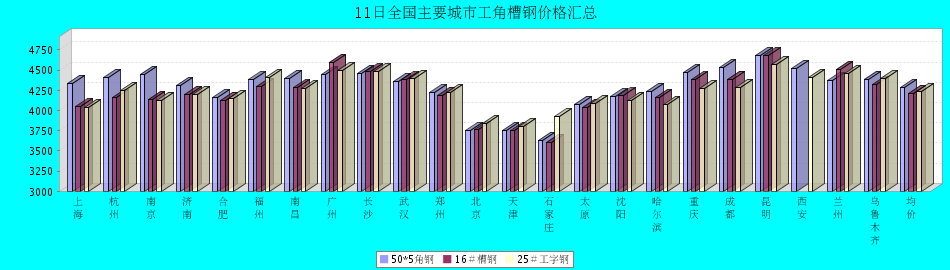 11日全国主要城市工角槽钢价格汇总
4750
4500
4250
4000
3750
3500
3250
3000
上海 杭州 南京 济南 合肥 福州 南昌 广州 长沙 武汉 郑州 北京 天津 石家庄 太原 沈阳 哈尔滨 重庆 成都 昆明 西安 兰州 乌鲁木齐 均价
50*5角钢 16#槽钢 25#工字钢